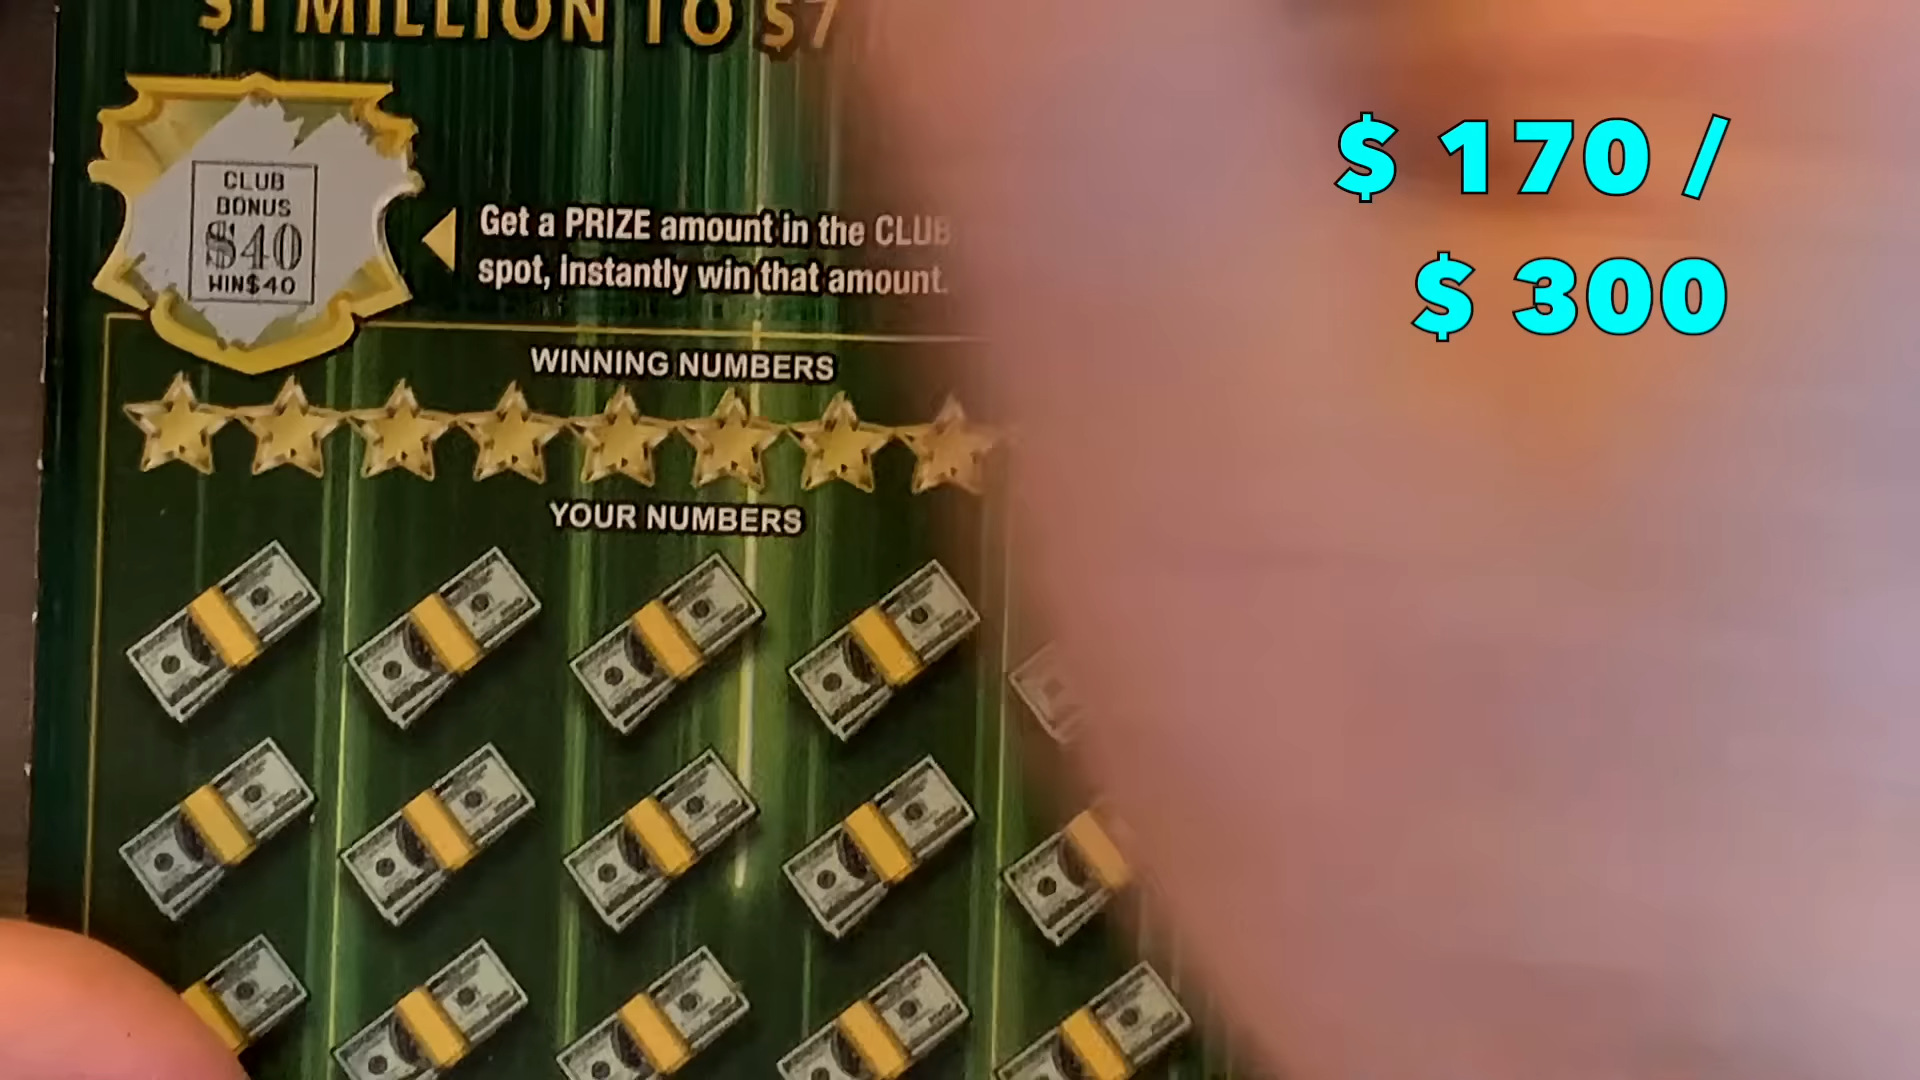 $1 MILLION TO $7
$ 170 /
$ 300
CLUB
BONUS
$40
WIN$40
Get a PRIZE amount in the CLUB
spot, instantly win that amount.
WINNING NUMBERS
YOUR NUMBERS